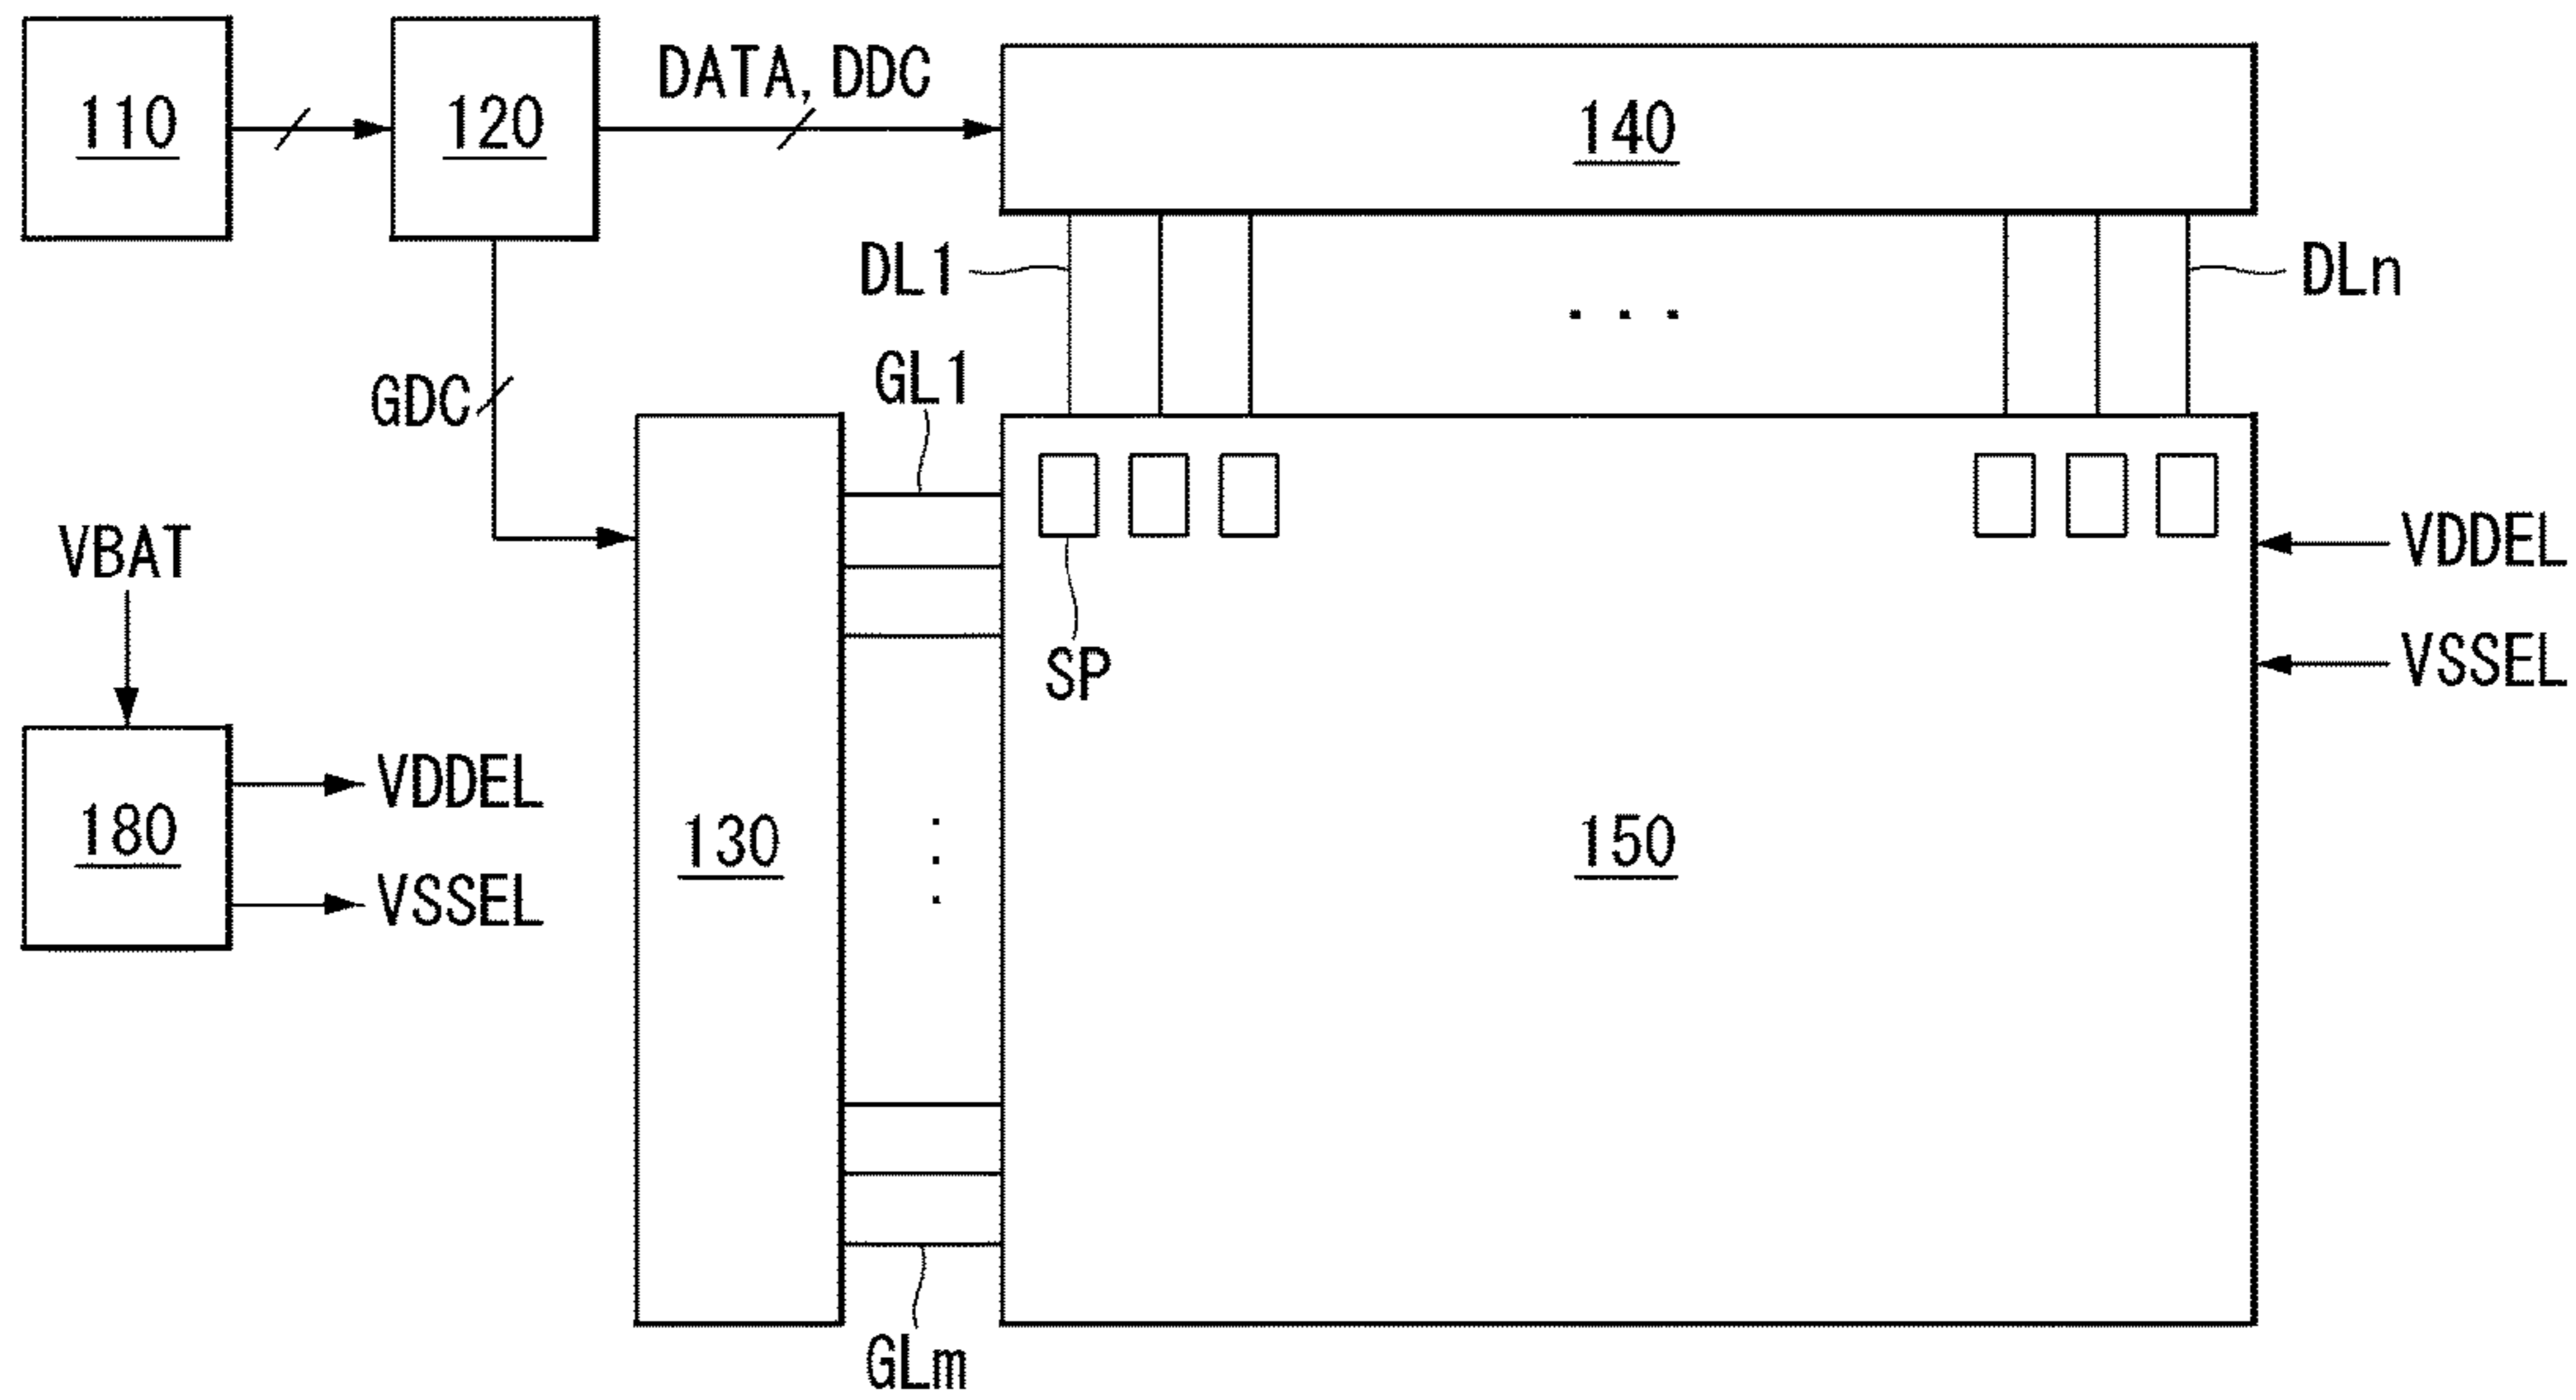 110
120
DATA, DDC
140
DL1
DLn
GDC
GL1
VBAT
SP
VDDEL
VSSEL
180
VDDEL
VSSEL
130
150
GLm